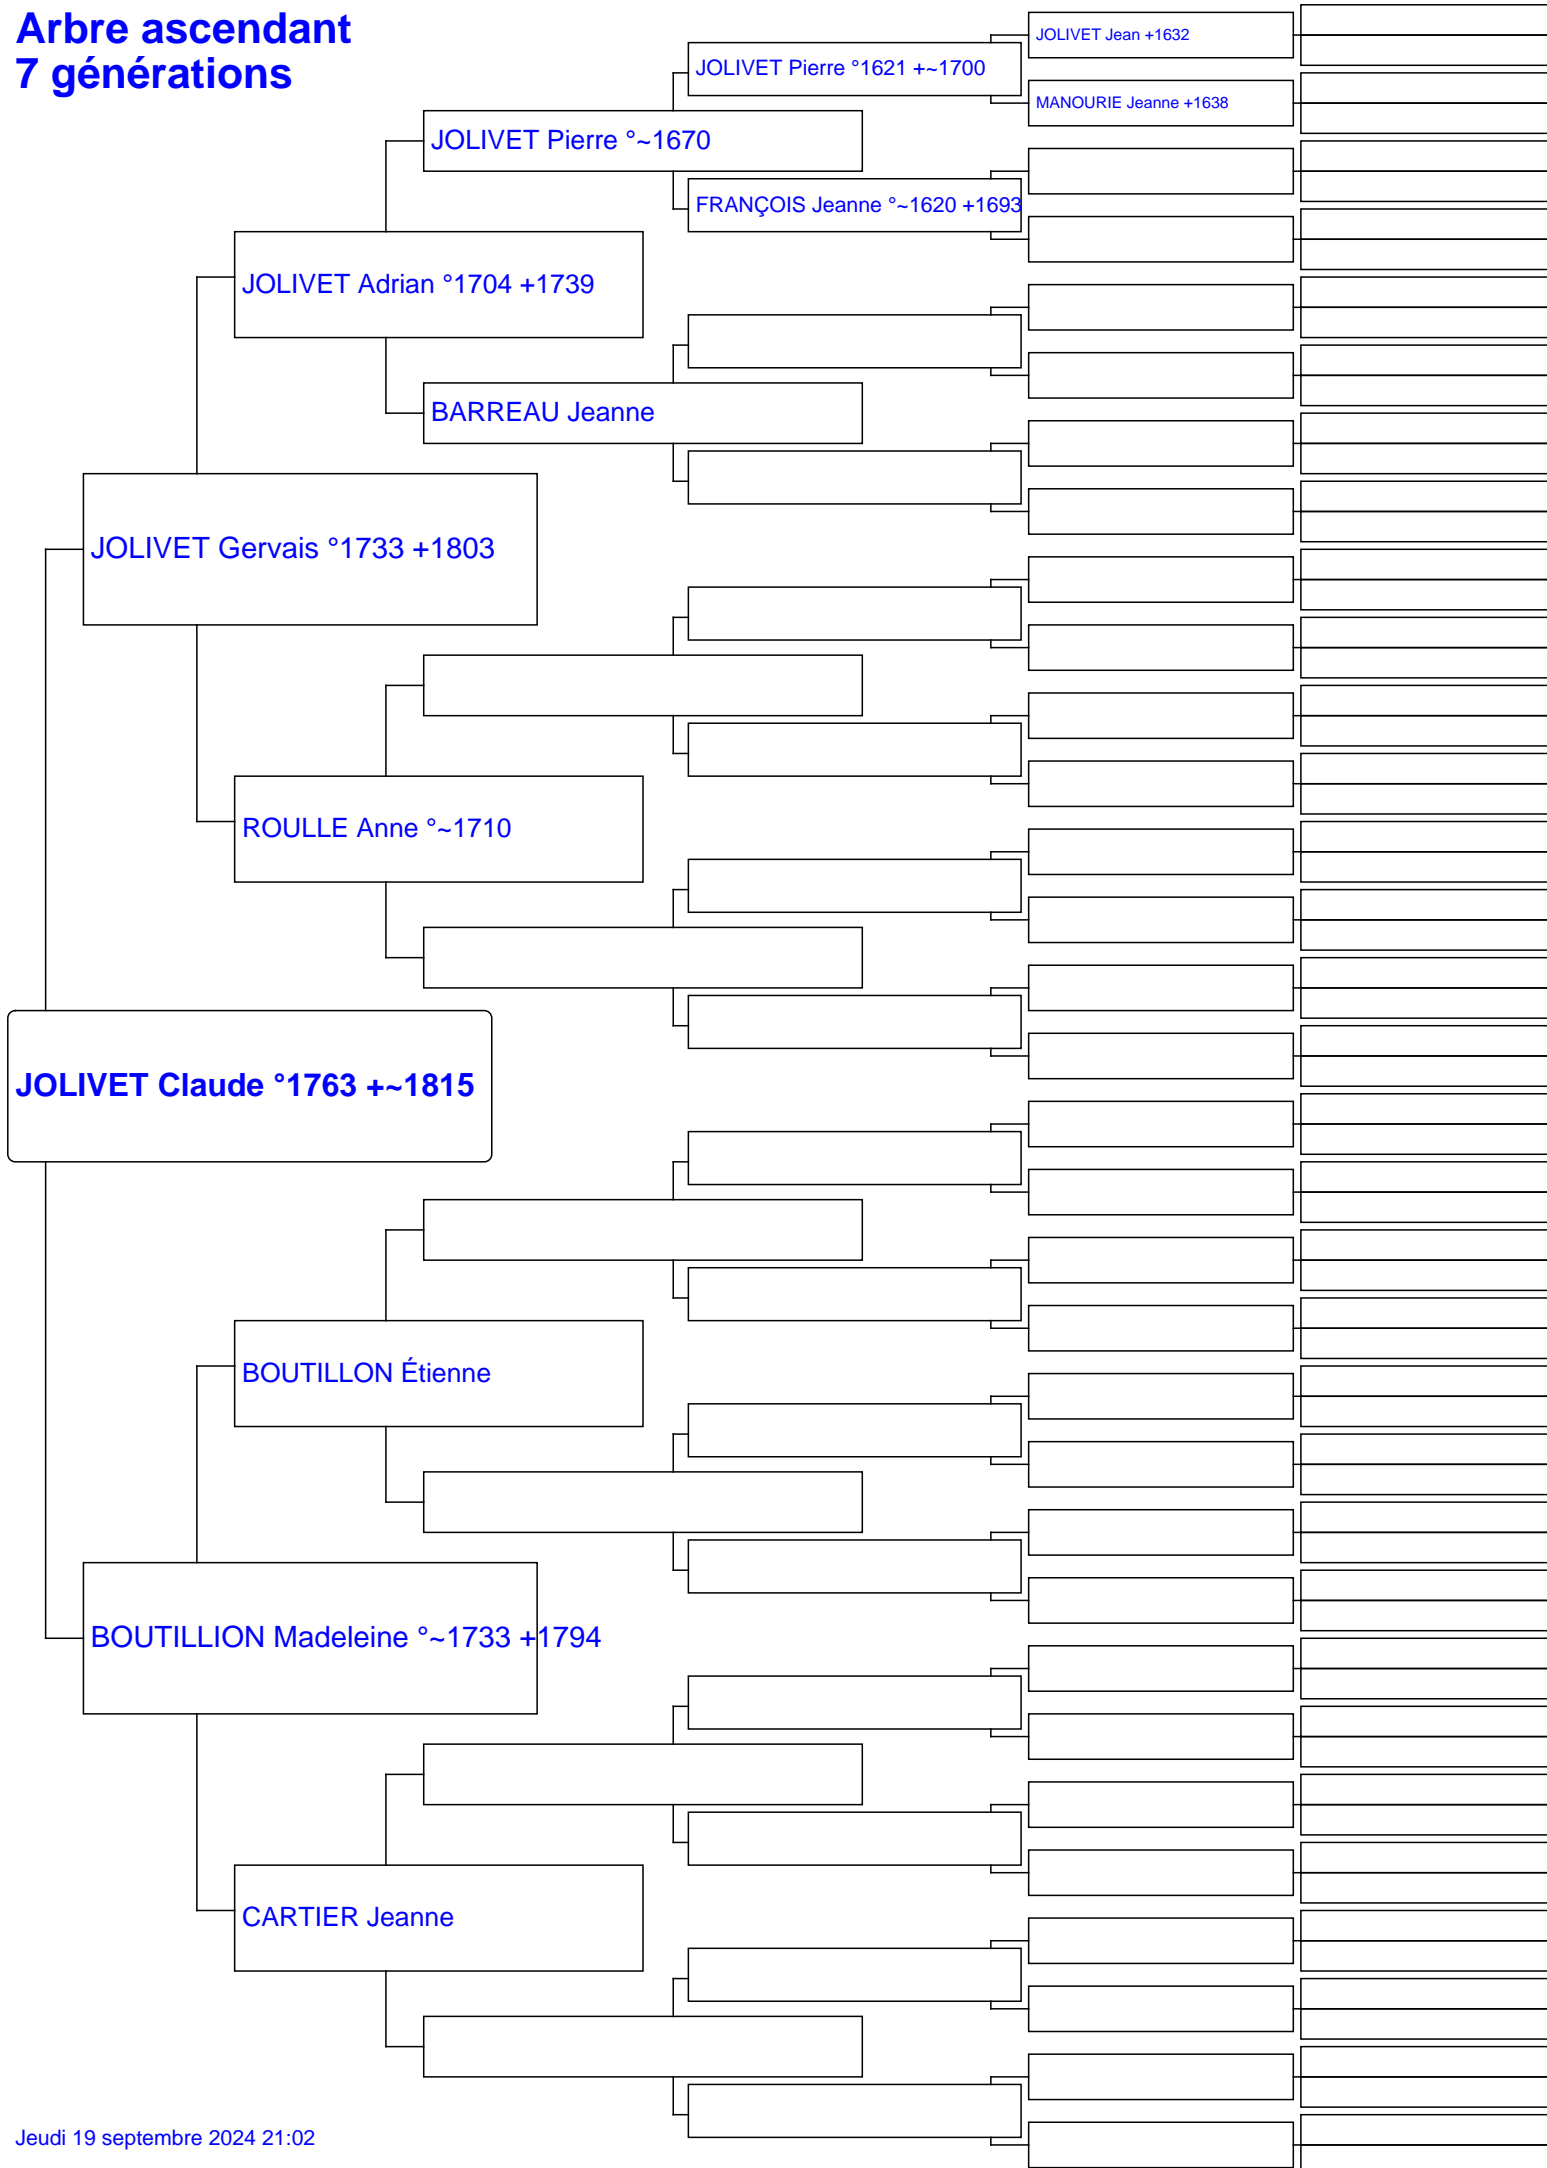 Arbre ascendant
7 générations
JOLIVET Jean +1632
JOLIVET Pierre °1621 +~1700
MANOURIE Jeanne +1638
JOLIVET Pierre °~1670
FRANÇOIS Jeanne °~1620 +1693
JOLIVET Adrian °1704 +1739
BARREAU Jeanne
JOLIVET Gervais °1733 +1803
ROULLE Anne °~1710
JOLIVET Claude °1763 +~1815
BOUTILLON Étienne
BOUTILLION Madeleine °~1733 +1794
CARTIER Jeanne
Jeudi 19 septembre 2024 21:02